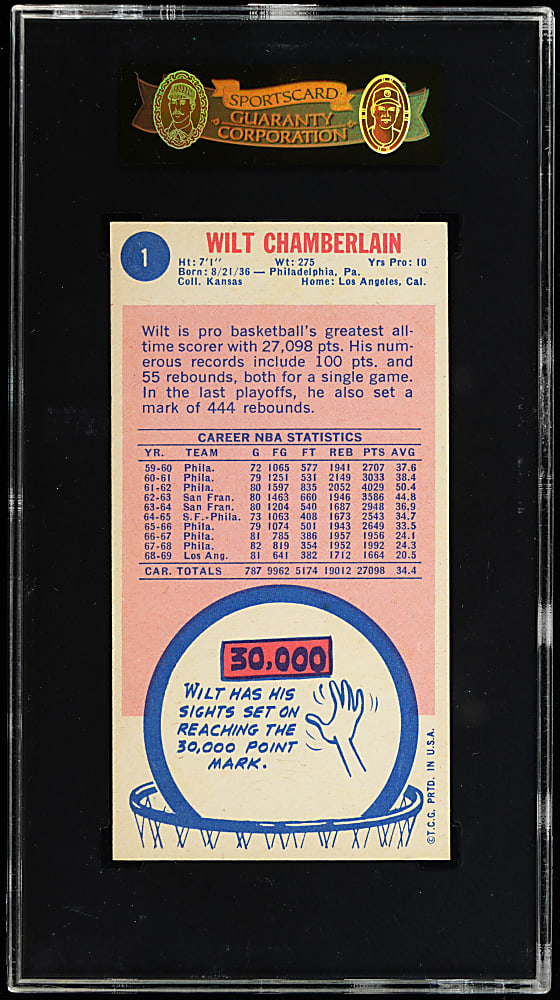 SPORTSCARD
GUARANTY
CORPORATION
1
WILT CHAMBERLAIN
Ht: 7'1" Wt: 275 Yrs Pro: 10
Born: 8/21/36 — Philadelphia, Pa.
Coll. Kansas Home: Los Angeles, Cal.
Wilt is pro basketball's greatest all-
time scorer with 27,098 pts. His num-
erous records include 100 pts. and
55 rebounds, both for a single game.
In the last playoffs, he also set a
mark of 444 rebounds.
CAREER NBA STATISTICS
YR. TEAM G FG FT REB PTS AVG
59-60 Phila. 72 1065 577 1941 2707 37.6
60-61 Phila. 79 1251 531 2149 3033 38.4
61-62 Phila. 80 1597 835 2052 4029 50.4
62-63 San Fran. 80 1463 660 1946 3586 44.8
63-64 San Fran. 80 1204 540 1687 2948 36.9
64-65 S.F.-Phila. 73 1063 408 1673 2543 34.7
65-66 Phila. 79 1074 501 1943 2649 33.5
66-67 Phila. 81 785 386 1957 1956 24.1
67-68 Phila. 82 819 354 1952 1992 24.3
68-69 Los Ang. 81 641 382 1712 1664 20.5
CAR. TOTALS 787 9962 5174 19012 27098 34.4
30,000
WILT HAS HIS
SIGHTS SET ON
REACHING THE
30,000 POINT
MARK.
©T.C.G. PRTD. IN U.S.A.